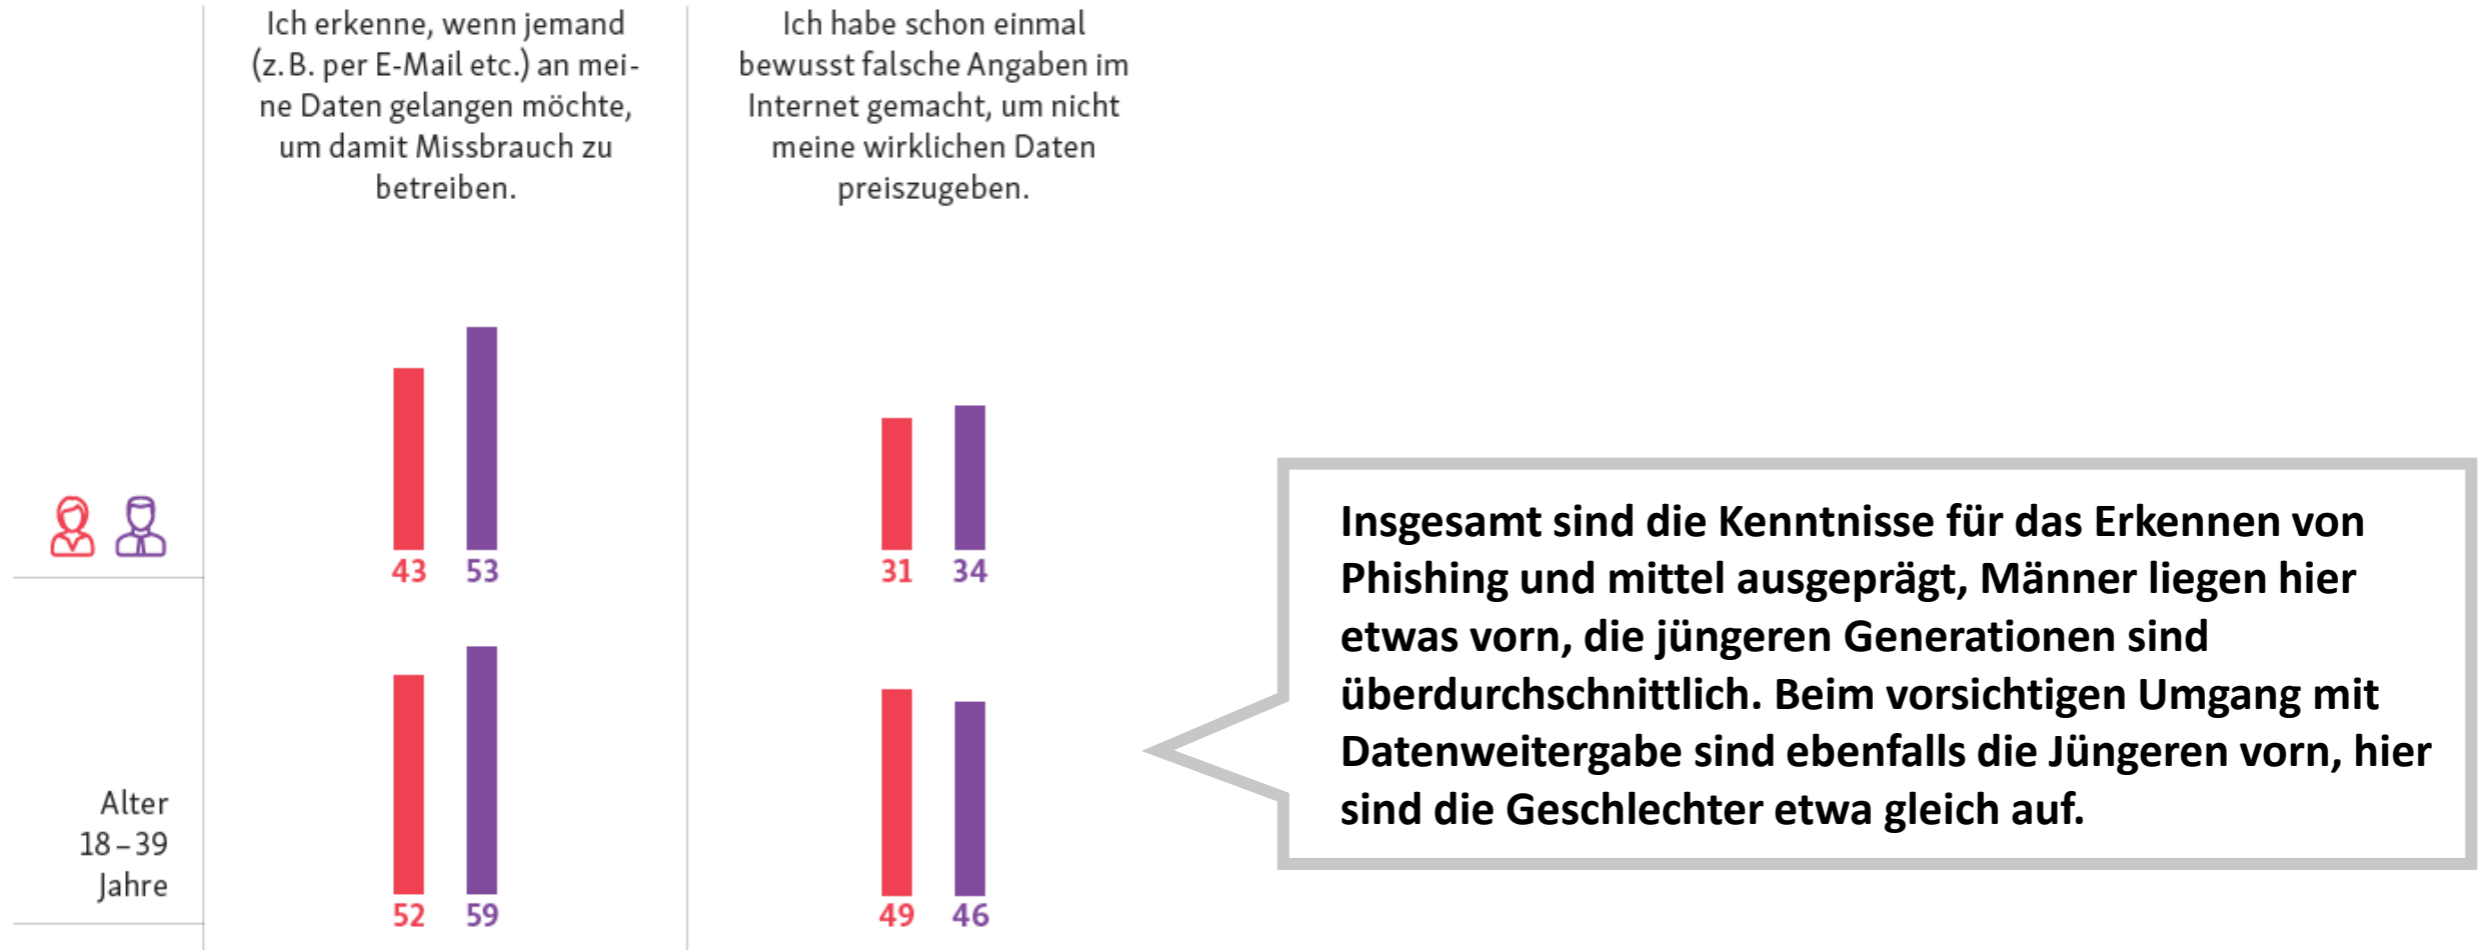 Ich erkenne, wenn jemand
(z. B. per E-Mail etc.) an mei-
ne Daten gelangen möchte,
um damit Missbrauch zu
betreiben.
Ich habe schon einmal
bewusst falsche Angaben im
Internet gemacht, um nicht
meine wirklichen Daten
preiszugeben.
43 53
31 34
Alter
18 – 39
Jahre
52 59
49 46
Insgesamt sind die Kenntnisse für das Erkennen von
Phishing und mittel ausgeprägt, Männer liegen hier
etwas vorn, die jüngeren Generationen sind
überdurchschnittlich. Beim vorsichtigen Umgang mit
Datenweitergabe sind ebenfalls die Jüngeren vorn, hier
sind die Geschlechter etwa gleich auf.